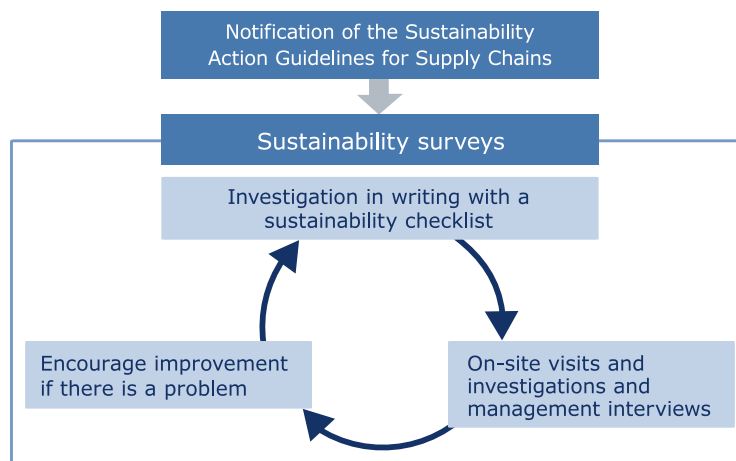 Notification of the Sustainability
Action Guidelines for Supply Chains
Sustainability surveys
Investigation in writing with a
sustainability checklist
Encourage improvement
if there is a problem
On-site visits and
investigations and
management interviews